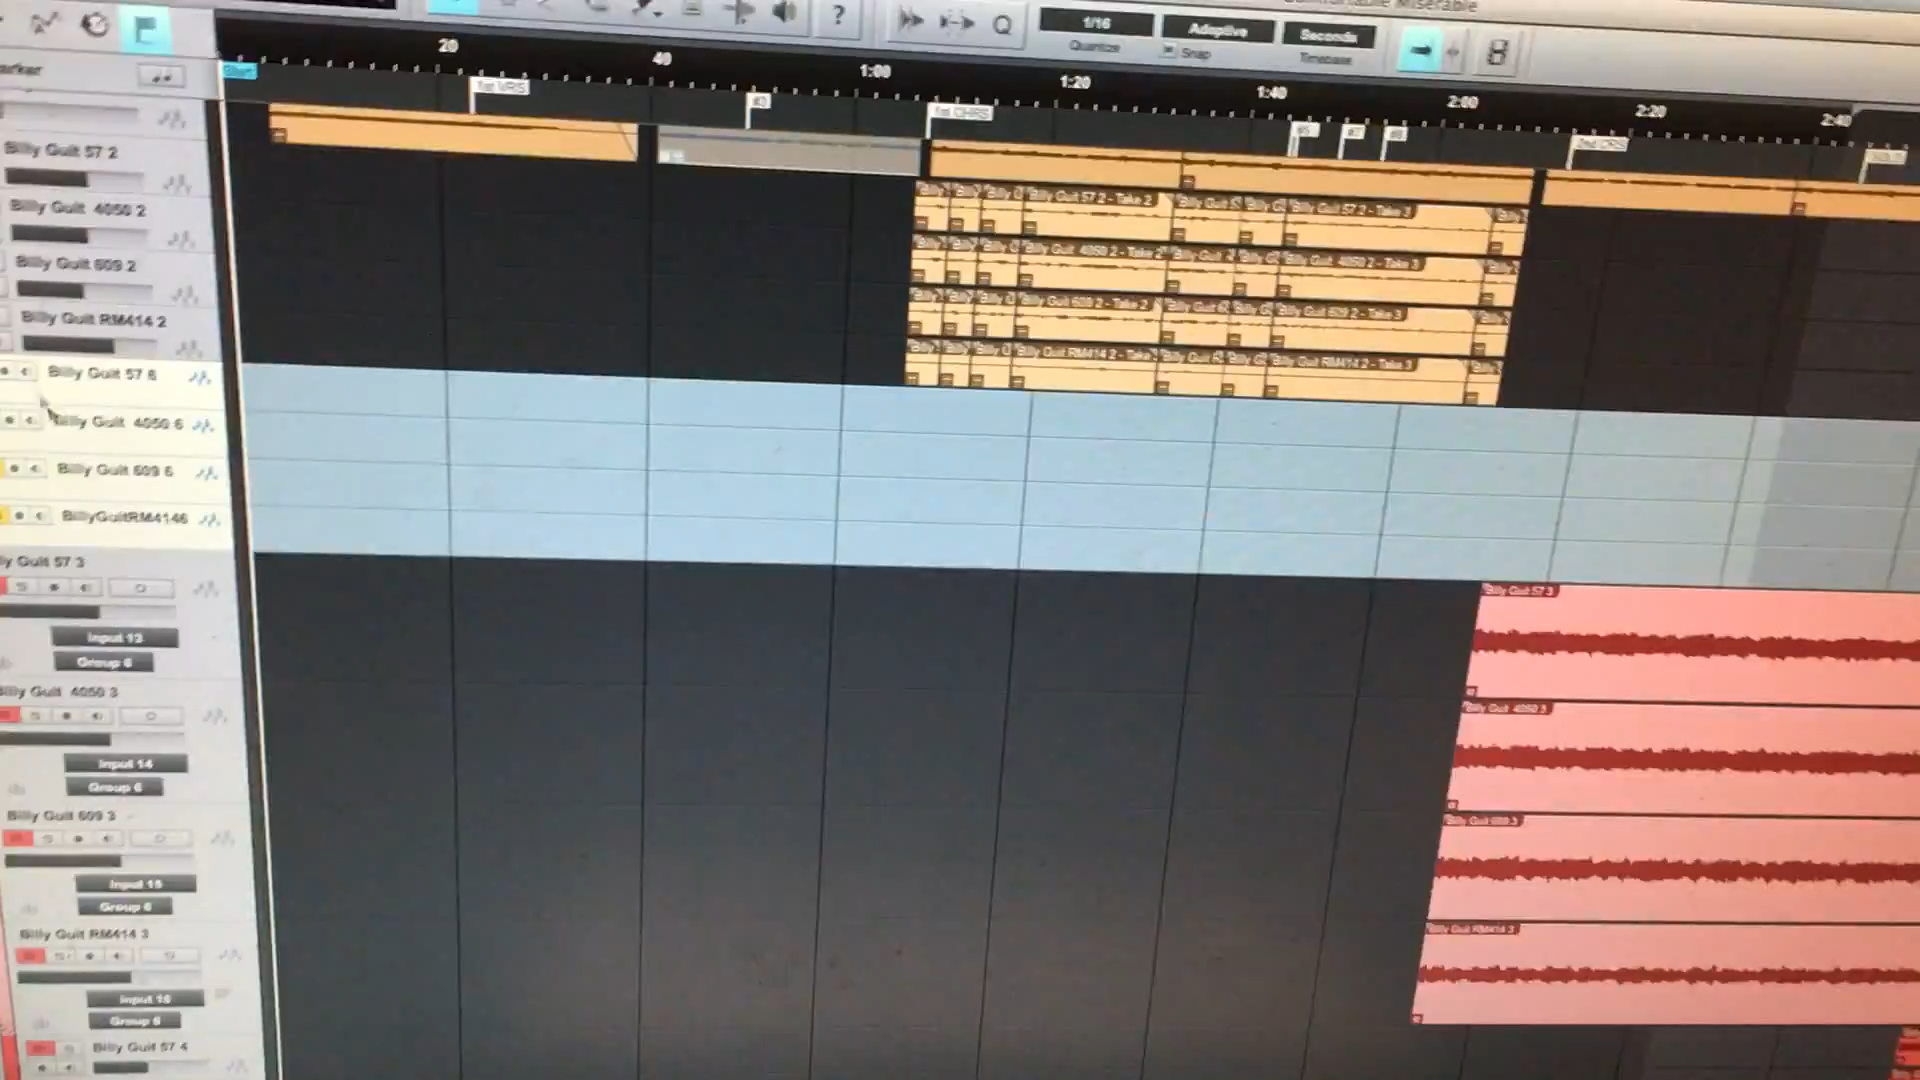 Miserable
?
Q
1/16
Quantize
Adaptive
Snap
Seconds
Timebase
20
40
1:00
1:20
1:40
2:00
2:20
2:40
Start
1st VRS
#3
1st CHRS
#5
#7
#8
2nd CRS
Billy Guit 57 2
Billy Guit 4050 2
Billy Guit 609 2
Billy Guit RM414 2
Billy Guit 57 2 - Take 2
Billy Guit 57 2 - Take 3
Billy Guit 4050 2 - Take 2
Billy Guit 4050 2 - Take 3
Billy Guit 609 2 - Take 2
Billy Guit 609 2 - Take 3
Billy Guit RM414 2 - Take
Billy Guit RM414 2 - Take 3
Billy Guit 57 6
Billy Guit 4050 6
Billy Guit 609 6
BillyGuitRM4146
ly Guit 57 3
Input 13
Group 6
Billy Guit 4050 3
Input 14
Group 6
Billy Guit 609 3
Input 15
Group 6
Billy Guit RM414 3
Input 16
Group 6
Billy Guit 57 4
Billy Guit 57 3
Billy Guit 4050 3
Billy Guit 609 3
Billy Guit RM414 3